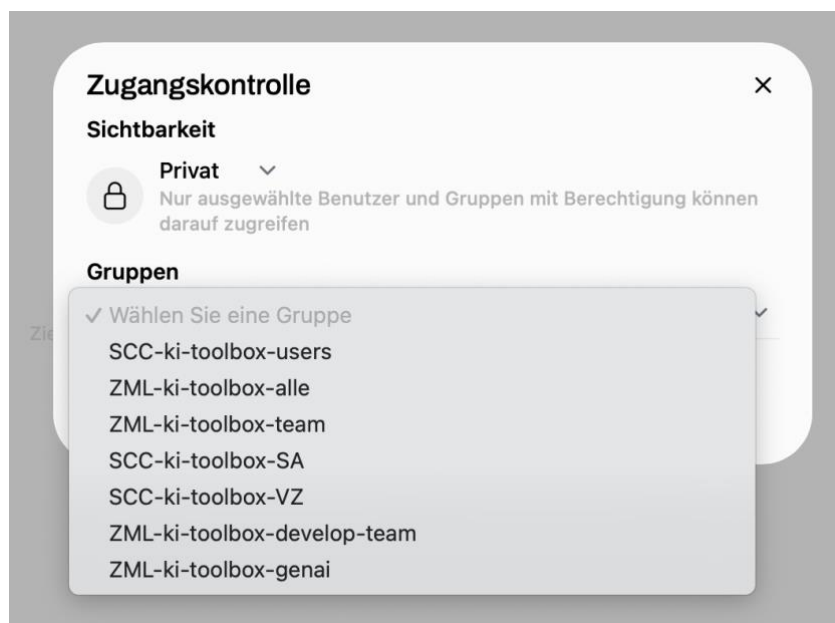 Zugangskontrolle
Sichtbarkeit
Privat
Nur ausgewählte Benutzer und Gruppen mit Berechtigung können
darauf zugreifen
Gruppen
Wählen Sie eine Gruppe
Zie
SCC-ki-toolbox-users
ZML-ki-toolbox-alle
ZML-ki-toolbox-team
SCC-ki-toolbox-SA
SCC-ki-toolbox-VZ
ZML-ki-toolbox-develop-team
ZML-ki-toolbox-genai